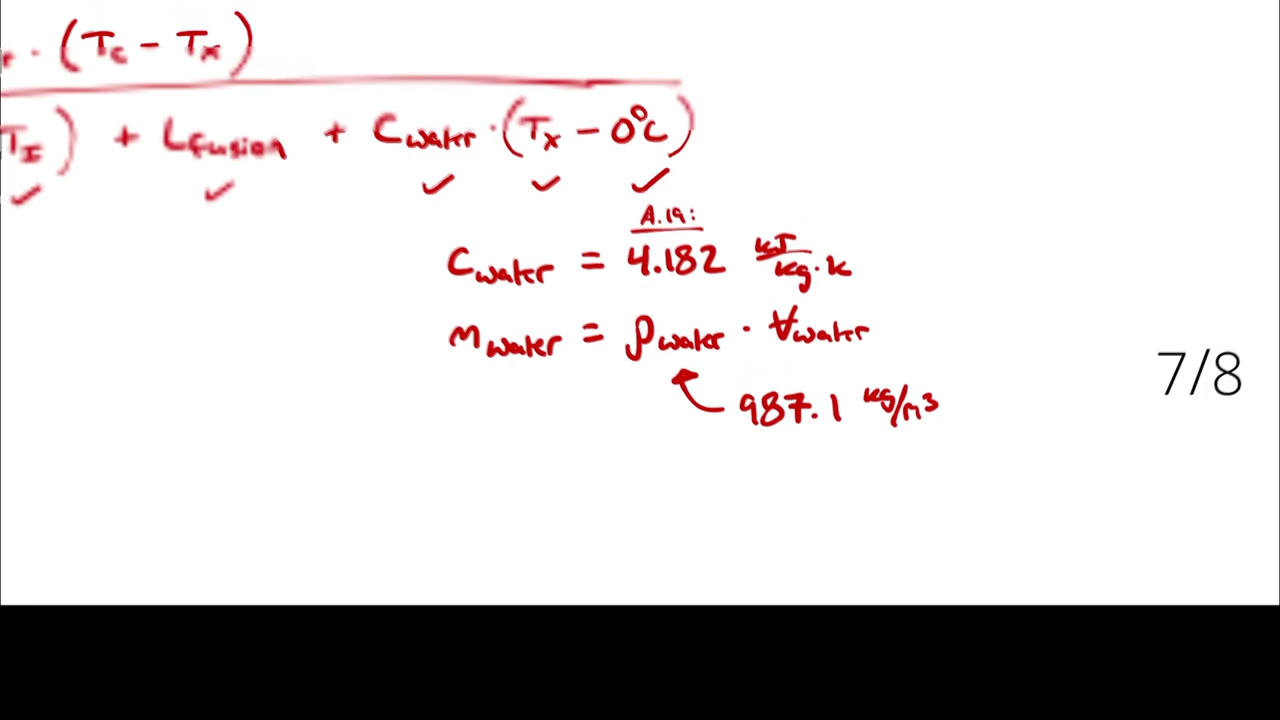 · (T_c - T_x)
T_I) + L_fusion + C_water · (T_x - 0°C)
✓ ✓ ✓ ✓ ✓
A.19:
C_water = 4.182 kJ/kg·K
m_water = ρ_water · V_water
7/8
987.1 kg/m³